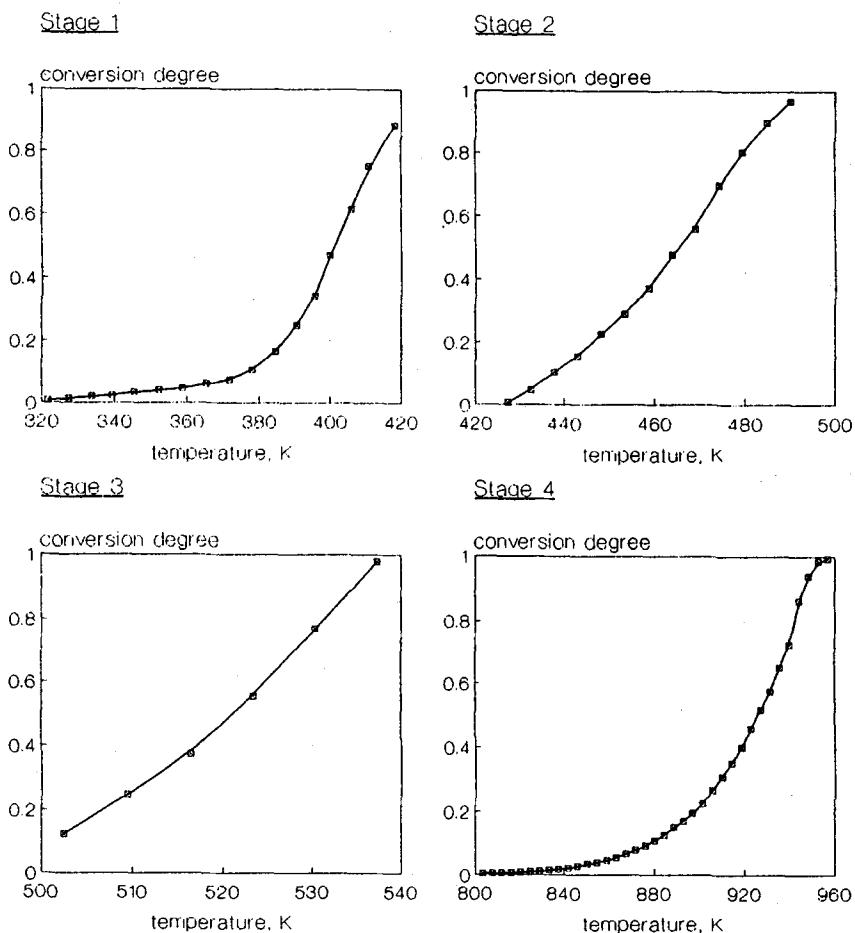 Stage 1
conversion degree
1
0.8
0.6
0.4
0.2
0
320 340 360 380 400 420
temperature, K
Stage 2
conversion degree
1
0.8
0.6
0.4
0.2
0
420 440 460 480 500
temperature, K
Stage 3
conversion degree
1
0.8
0.6
0.4
0.2
0
500 510 520 530 540
temperature, K
Stage 4
conversion degree
1
0.8
0.6
0.4
0.2
0
800 840 880 920 960
temperature, K